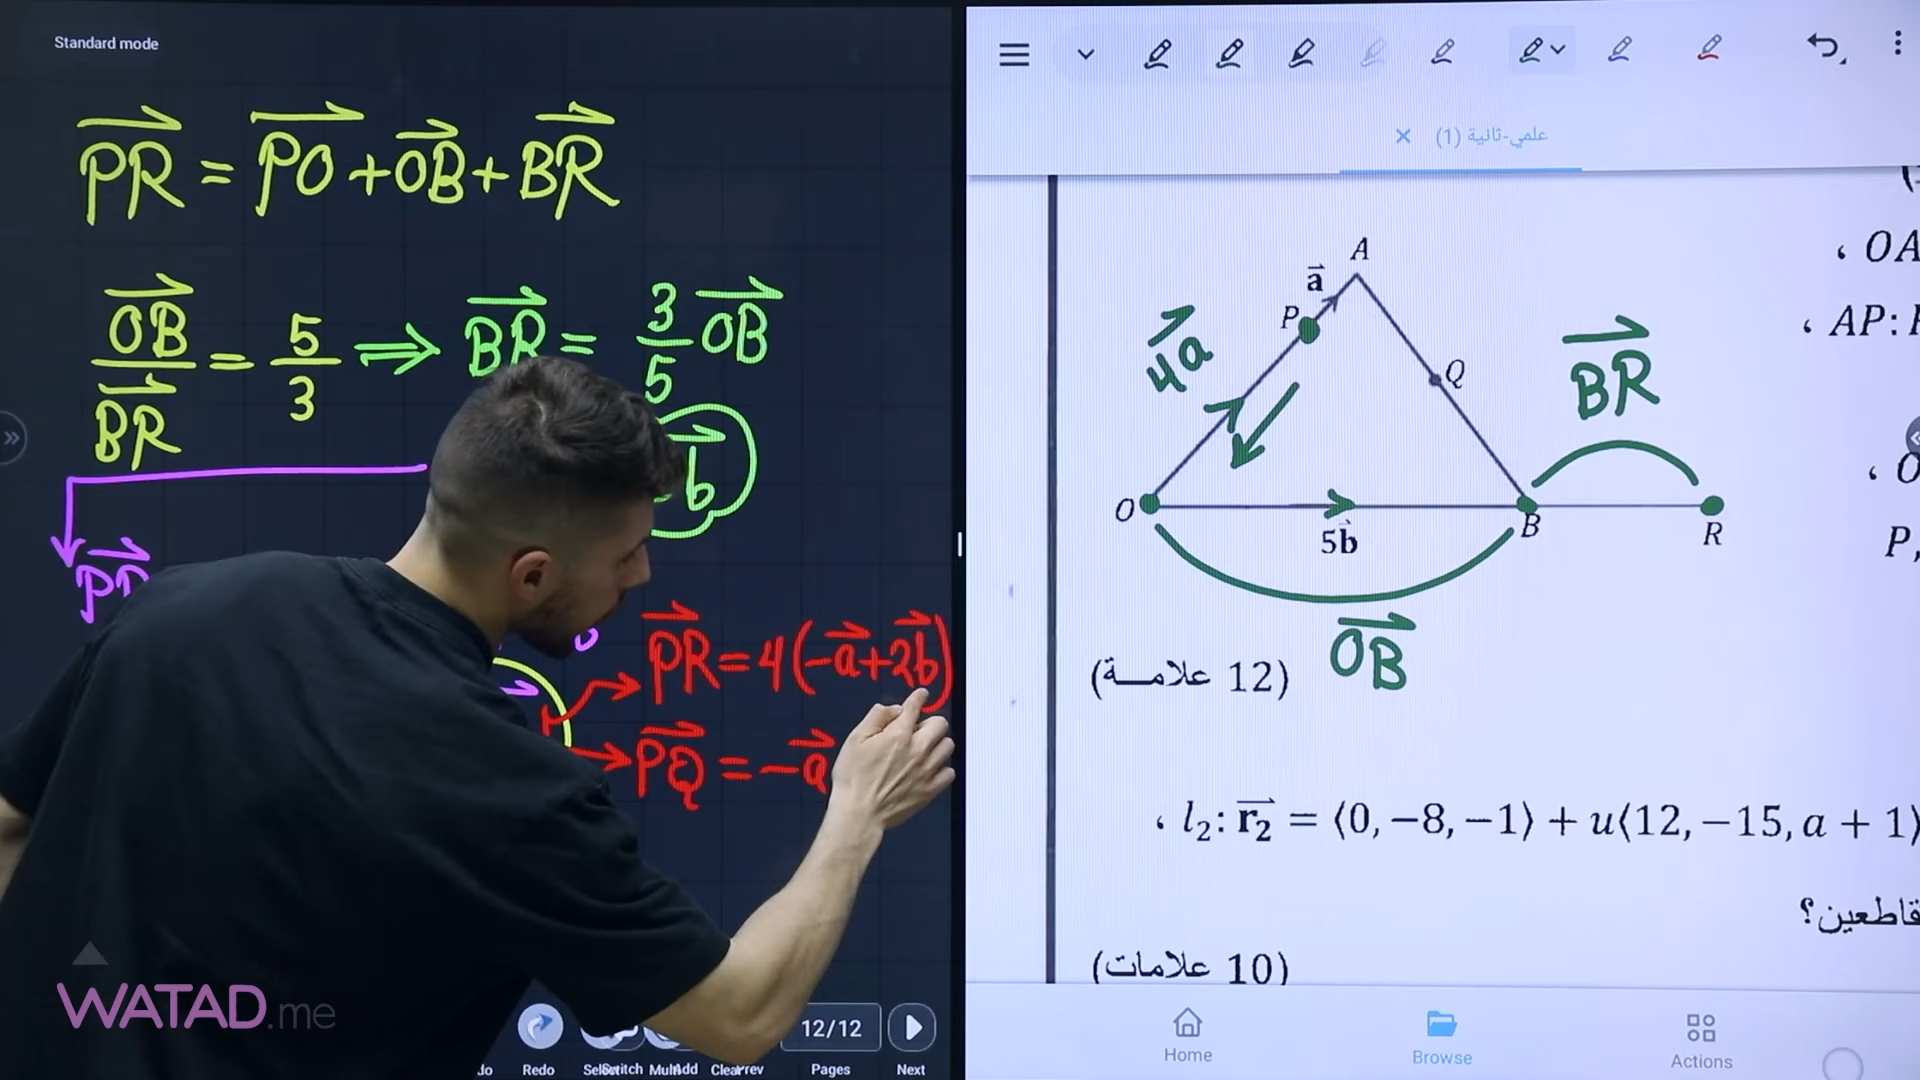 Standard mode
PR = PO + OB + BR
OB/BR = 5/3 ⇒ BR = 3/5 OB
b
PR = 4(-a+2b)
PQ = -a
WATAD.me
Redo
12/12
Pages
Next
علمي-ثانية (1)
A
a
P
4a
Q
BR
O
5b
B
R
OB
، OA
، AP:
، O
P,
(12 علامة)
، l₂: r₂ = ⟨0, −8, −1⟩ + u⟨12, −15, a + 1⟩
قاطعين؟
(10 علامات)
Home
Browse
Actions